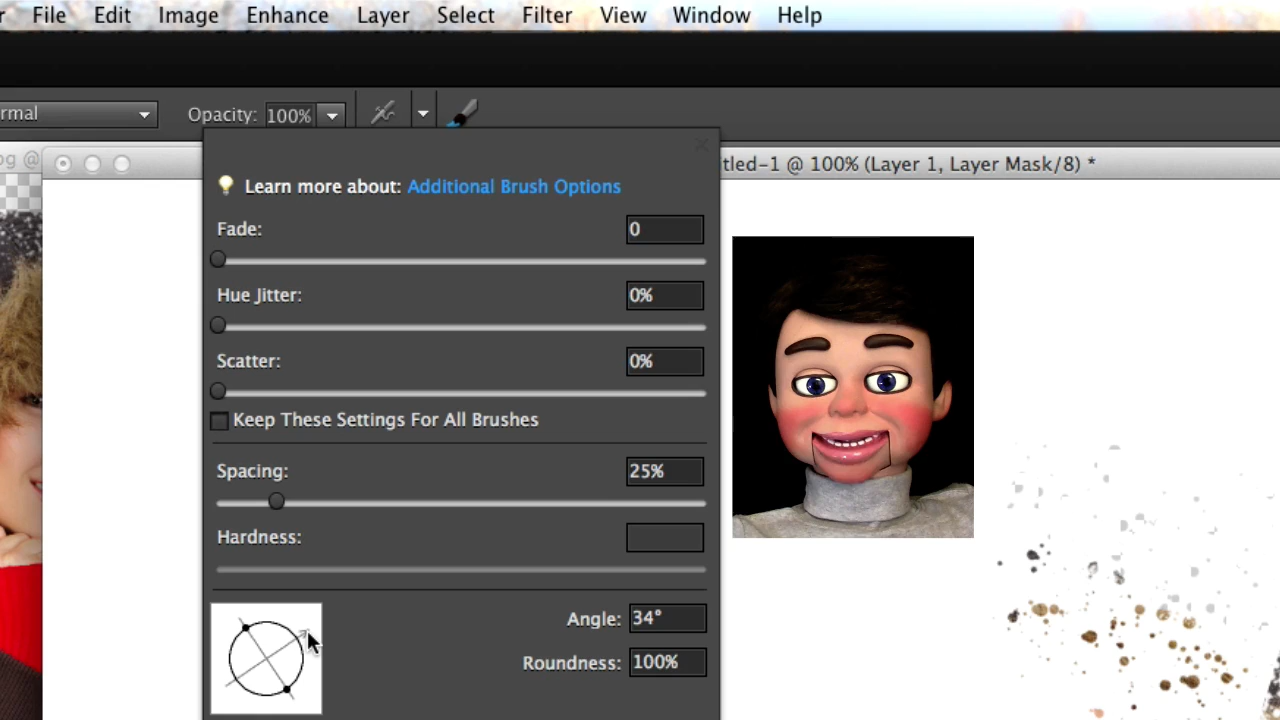 r File Edit Image Enhance Layer Select Filter View Window Help
rmal Opacity: 100%
og @
tled-1 @ 100% (Layer 1, Layer Mask/8) *
Learn more about: Additional Brush Options
Fade: 0
Hue Jitter: 0%
Scatter: 0%
Keep These Settings For All Brushes
Spacing: 25%
Hardness:
Angle: 34°
Roundness: 100%